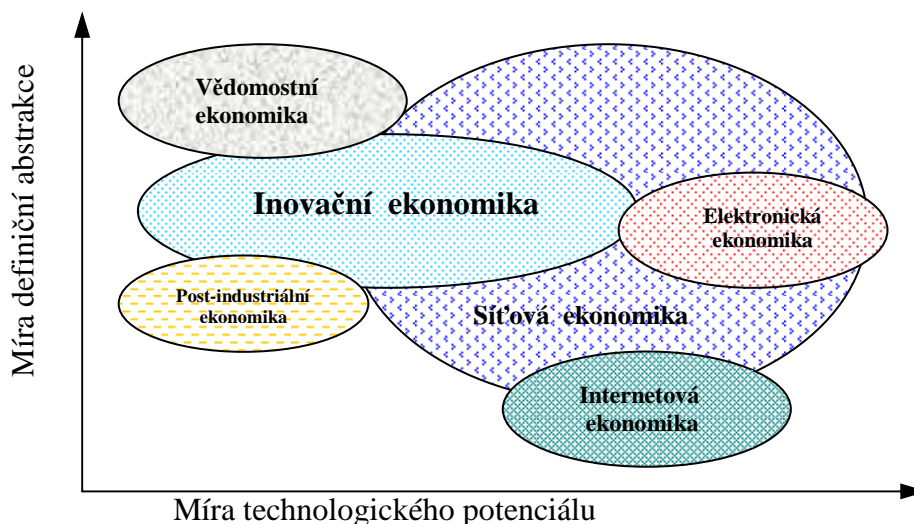 Míra definiční abstrakce
Vědomostní
ekonomika
Inovační ekonomika
Elektronická
ekonomika
Post-industriální
ekonomika
Síťová ekonomika
Internetová
ekonomika
Míra technologického potenciálu